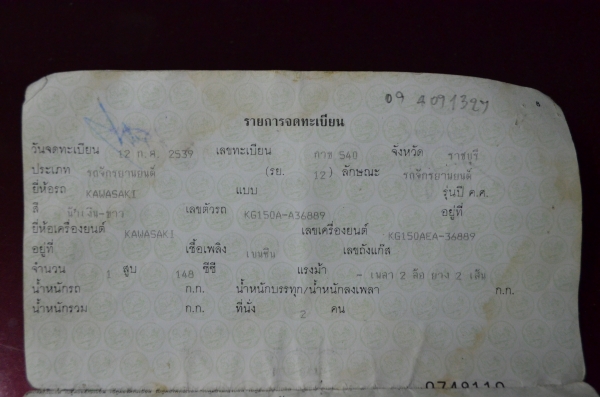 09 4091329
รายการจดทะเบียน
วันจดทะเบียน 12 ก.ค. 2539 เลขทะเบียน กาข 540 จังหวัด ราชบุรี
ประเภท รถจักรยานยนต์ (รย. 12) ลักษณะ รถจักรยานยนต์
ยี่ห้อรถ KAWASAKI แบบ รุ่นปี ค.ศ.
สี น้ำเงิน-ขาว เลขตัวรถ KG150A-A36889 อยู่ที่
ยี่ห้อเครื่องยนต์ KAWASAKI เลขเครื่องยนต์ KG150AEA-36889
อยู่ที่ เชื้อเพลิง เบนซิน เลขถังแก๊ส
จำนวน 1 สูบ 148 ซีซี แรงม้า - เพลา 2 ล้อ ยาง 2 เส้น
น้ำหนักรถ ก.ก. น้ำหนักบรรทุก/น้ำหนักลงเพลา ก.ก.
น้ำหนักรวม ก.ก. ที่นั่ง 2 คน